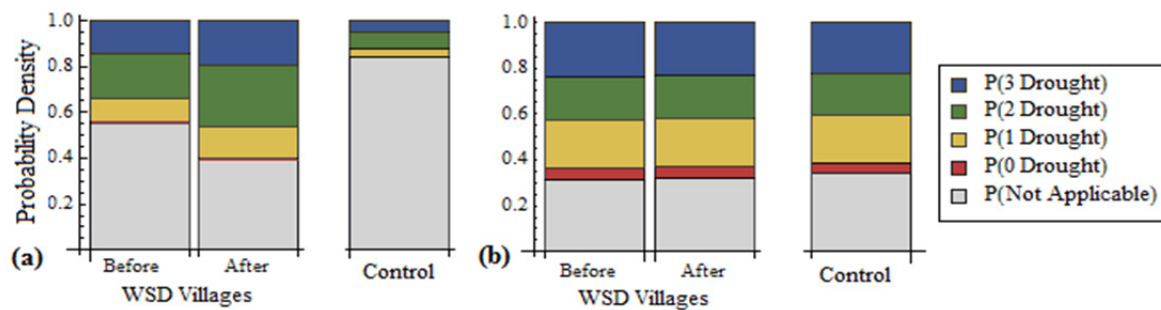 Probability Density
1.0
0.8
0.6
0.4
0.2
(a)
Before
After
Control
WSD Villages
1.0
0.8
0.6
0.4
0.2
(b)
Before
After
Control
WSD Villages
P(3 Drought)
P(2 Drought)
P(1 Drought)
P(0 Drought)
P(Not Applicable)